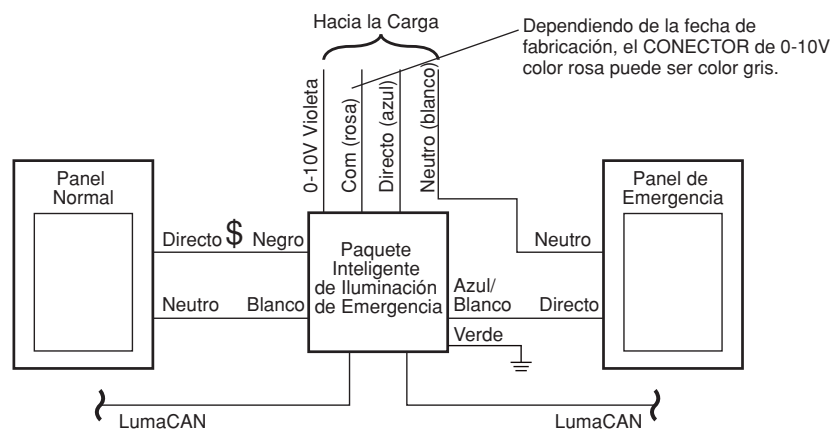 Hacia la Carga
Dependiendo de la fecha de
fabricación, el CONECTOR de 0-10V
color rosa puede ser color gris.
0-10V Violeta
Com (rosa)
Directo (azul)
Neutro (blanco)
Panel
Normal
Panel de
Emergencia
Directo $ Negro
Neutro Blanco
Paquete
Inteligente
de Iluminación
de Emergencia
Neutro
Azul/
Blanco
Directo
Verde
LumaCAN
LumaCAN